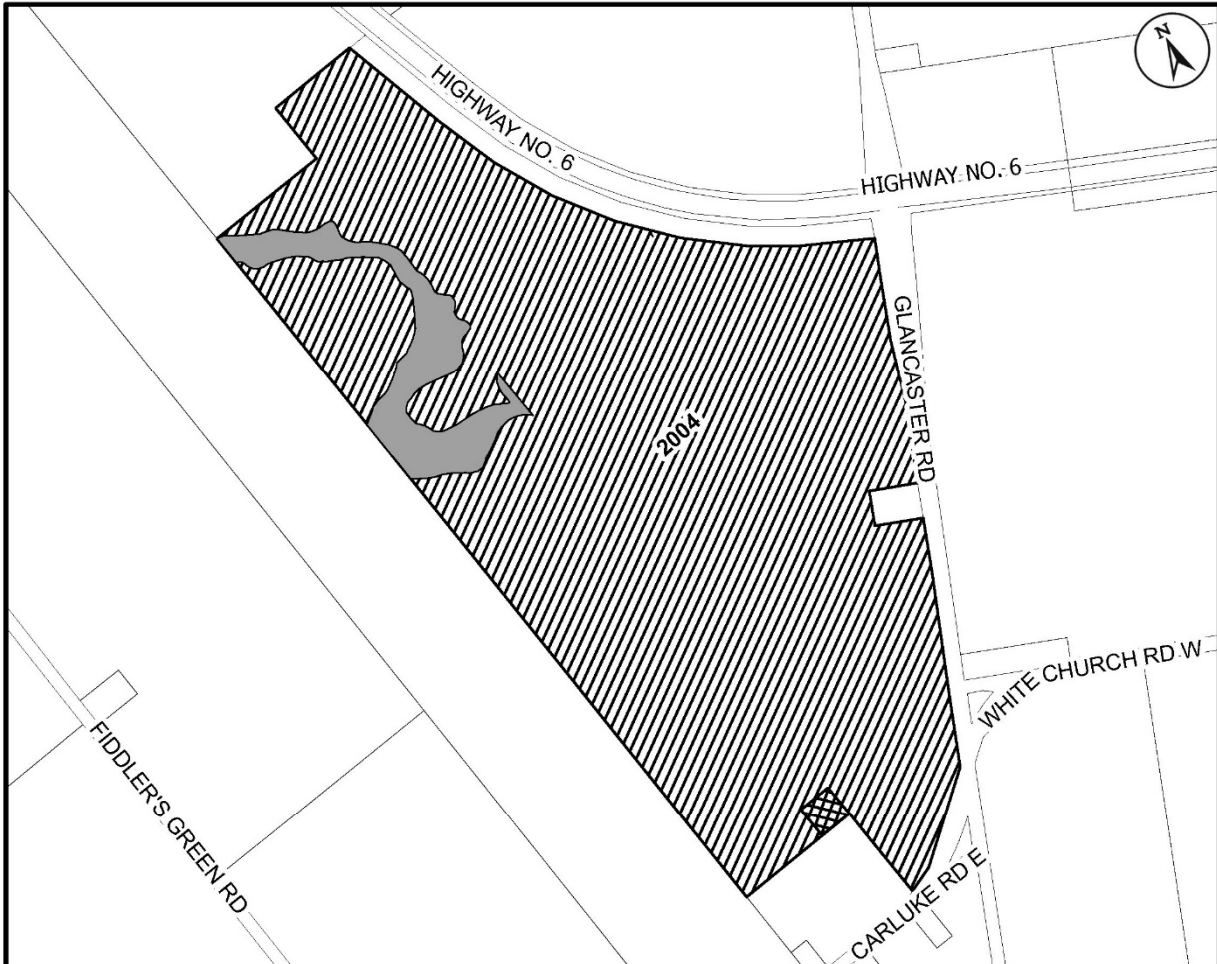 N
HIGHWAY NO. 6
HIGHWAY NO. 6
GLANCASTER RD
2004
WHITE CHURCH RD W
FIDDLER'S GREEN RD
CARLUKE RD E